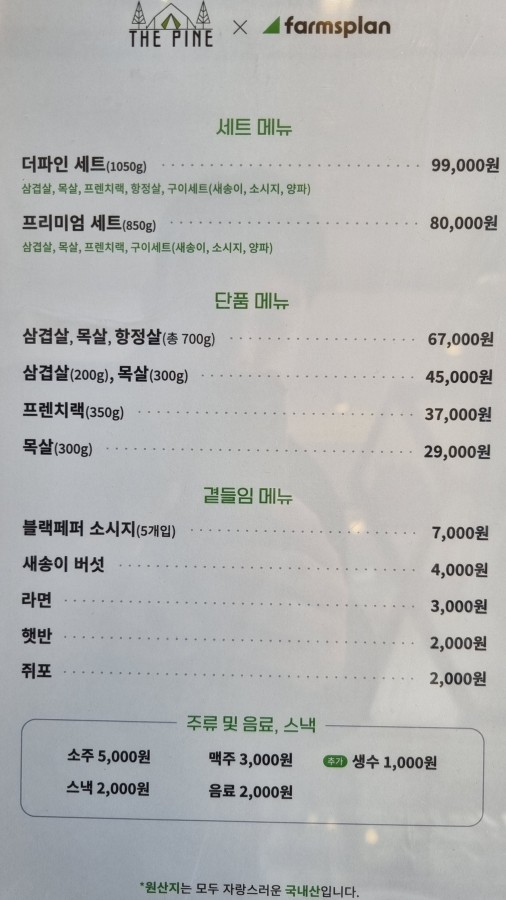 THE PINE × farmsplan
세트 메뉴
더파인 세트(1050g) 99,000원
삼겹살, 목살, 프렌치랙, 항정살, 구이세트(새송이, 소시지, 양파)
프리미엄 세트(850g) 80,000원
삼겹살, 목살, 프렌치랙, 구이세트(새송이, 소시지, 양파)
단품 메뉴
삼겹살, 목살, 항정살(총 700g) 67,000원
삼겹살(200g), 목살(300g) 45,000원
프렌치랙(350g) 37,000원
목살(300g) 29,000원
곁들임 메뉴
블랙페퍼 소시지(5개입) 7,000원
새송이 버섯 4,000원
라면 3,000원
햇반 2,000원
쥐포 2,000원
주류 및 음료, 스낵
소주 5,000원 맥주 3,000원 추가 생수 1,000원
스낵 2,000원 음료 2,000원
*원산지는 모두 자랑스러운 국내산입니다.